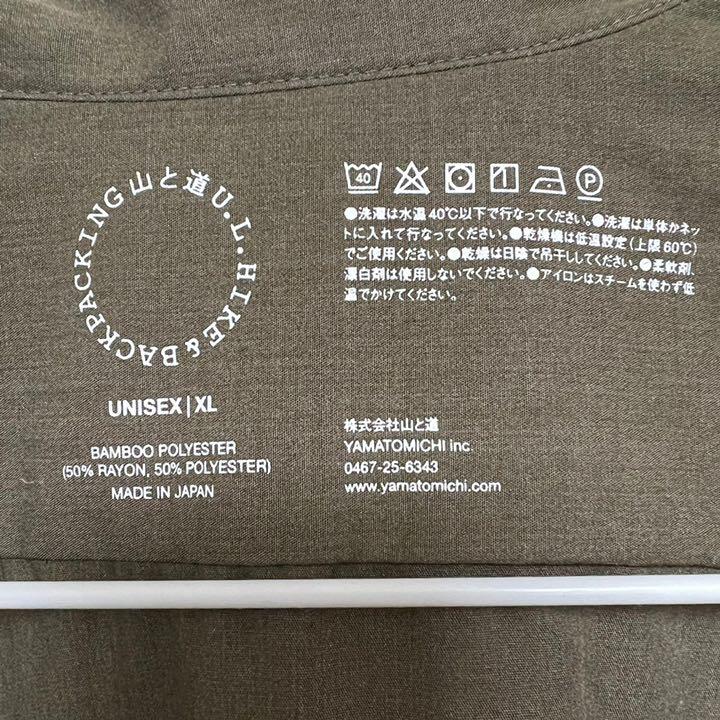 山と道 U.L. HIKE & BACKPACKING
UNISEX | XL
BAMBOO POLYESTER
(50% RAYON, 50% POLYESTER)
MADE IN JAPAN
40
P
●洗濯は水温40℃以下で行なってください。●洗濯は単体かネッ
トに入れて行なってください。●乾燥機は低温設定(上限60℃)
でご使用ください。●乾燥は日陰で吊干ししてください。●柔軟剤、
漂白剤は使用しないでください。●アイロンはスチームを使わず低
温でかけてください。
株式会社山と道
YAMATOMICHI inc.
0467-25-6343
www.yamatomichi.com